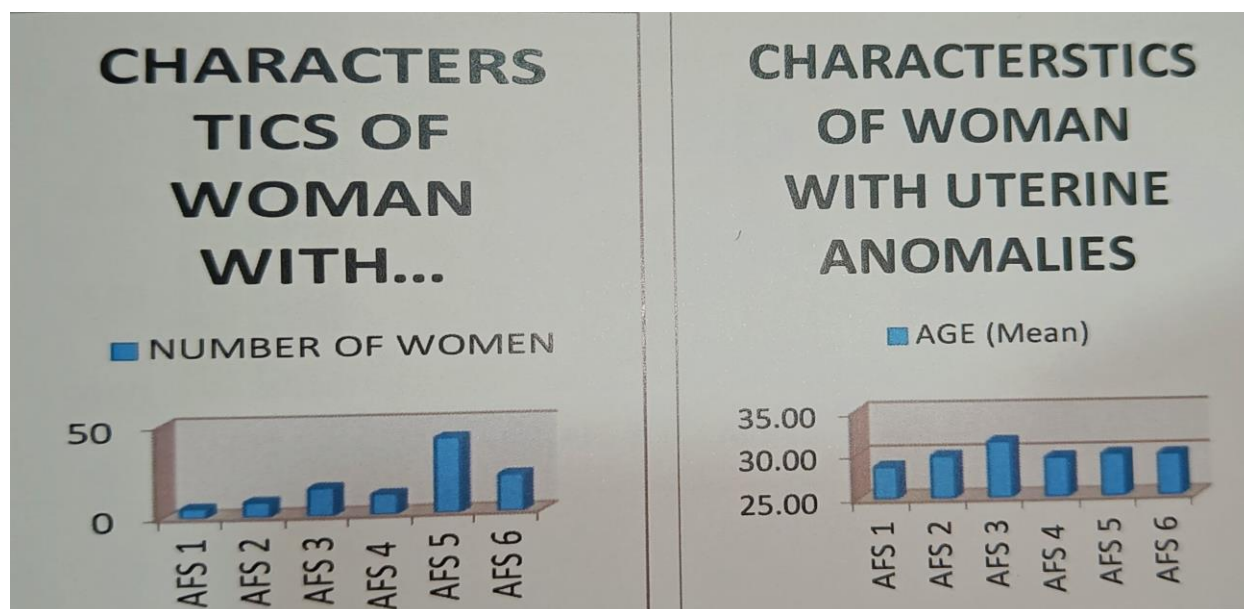 CHARACTERS
TICS OF
WOMAN
WITH...
NUMBER OF WOMEN
50
0
AFS 1
AFS 2
AFS 3
AFS 4
AFS 5
AFS 6
CHARACTERSTICS
OF WOMAN
WITH UTERINE
ANOMALIES
AGE (Mean)
35.00
30.00
25.00
AFS 1
AFS 2
AFS 3
AFS 4
AFS 5
AFS 6